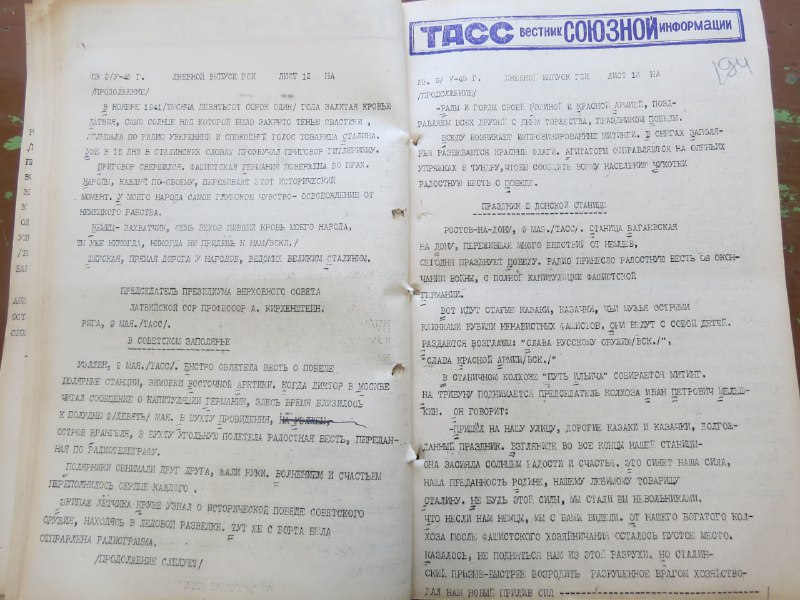 СЗ 9/У-45 Г. ДНЕВНОЙ ВЫПУСК РСИ ЛИСТ 12 НА
/ПРОДОЛЖЕНИЕ/
В НОЯБРЕ 1941/ТЫСЯЧА ДЕВЯТЬСОТ СОРОК ОДИН/ ГОДА ЗАЛИТАЯ КРОВЬЮ
ЛАТВИЯ, САМО СОЛНЦЕ НАД КОТОРОЙ БЫЛО ЗАКРЫТО ТЕНЬЮ СВАСТИКИ,
УСЛЫШАЛА ПО РАДИО УВЕРЕННЫЙ И СПОКОЙНЫЙ ГОЛОС ТОВАРИЩА СТАЛИНА.
УЖЕ В ТЕ ДНИ В СТАЛИНСКИХ СЛОВАХ ПРОЗВУЧАЛ ПРИГОВОР ГИТЛЕРИЗМУ.
ПРИГОВОР СВЕРШИЛСЯ. ФАШИСТСКАЯ ГЕРМАНИЯ ПОВЕРЖЕНА ВО ПРАХ.
НАРОДЫ, КАЖДЫЙ ПО-СВОЕМУ, ПЕРЕЖИВАЮТ ЭТОТ ИСТОРИЧЕСКИЙ
МОМЕНТ. У МОЕГО НАРОДА САМОЕ ГЛУБОКОЕ ЧУВСТВО- ОСВОБОЖДЕНИЕ ОТ
НЕМЕЦКОГО РАБСТВА.
НЕМЕЦ- ЗАХВАТЧИК, СЕМЬ ВЕКОВ ПИВШИЙ КРОВЬ МОЕГО НАРОДА,
ТЫ УЖЕ НИКОГДА, НИКОГДА НЕ ПРИДЕШЬ К НАМ/ВСКЛ./
ШИРОКАЯ, ПРЯМАЯ ДОРОГА У НАРОДОВ, ВЕДОМЫХ ВЕЛИКИМ СТАЛИНЫМ.
ПРЕДСЕДАТЕЛЬ ПРЕЗИДИУМА ВЕРХОВНОГО СОВЕТА
ЛАТВИЙСКОЙ ССР ПРОФЕССОР А. КИРХЕНШТЕЙН.
РИГА, 9 МАЯ./ТАСС/.
В СОВЕТСКОМ ЗАПОЛЯРЬЕ
УЭЛЛЕН, 9 МАЯ./ТАСС/. БЫСТРО ОБЛЕТЕЛА ВЕСТЬ О ПОБЕДЕ
ПОЛЯРНЫЕ СТАНЦИИ, ЗИМОВКИ ВОСТОЧНОЙ АРКТИКИ. КОГДА ДИКТОР В МОСКВЕ
ЧИТАЛ СООБЩЕНИЕ О КАПИТУЛЯЦИИ ГЕРМАНИИ, ЗДЕСЬ ВРЕМЯ БЛИЗИЛОСЬ
К ПОЛУДНЮ 9/ДЕВЯТЬ/ МАЯ. В БУХТУ ПРОВИДЕНИЯ, НА
ОСТРОВ ВРАНГЕЛЯ, В БУХТУ УГОЛЬНУЮ ПОЛЕТЕЛА РАДОСТНАЯ ВЕСТЬ, ПЕРЕДАН-
НАЯ ПО РАДИОТЕЛЕГРАФУ.
ПОЛЯРНИКИ ОБНИМАЛИ ДРУГ ДРУГА, ЖАЛИ РУКИ. ВОЛНЕНИЕМ И СЧАСТЬЕМ
ПЕРЕПОЛНИЛОСЬ СЕРДЦЕ КАЖДОГО .
ЭКИПАЖ ЛЕТЧИКА КРУЗЕ УЗНАЛ О ИСТОРИЧЕСКОЙ ПОБЕДЕ СОВЕТСКОГО
ОРУЖИЯ, НАХОДЯСЬ В ЛЕДОВОЙ РАЗВЕДКЕ. ТУТ ЖЕ С БОРТА БЫЛА
ОТПРАВЛЕНА РАДИОГРАММА.
/ПРОДОЛЖЕНИЕ СЛЕДУЕТ/
ТАСС ВЕСТНИК СОЮЗНОЙ ИНФОРМАЦИИ
194
9/ У-45 Г. ДНЕВНОЙ ВЫПУСК РСИ ЛИСТ 13 НА
/ПРОДОЛЖЕНИЕ/
-РАДЫ И ГОРДЫ СВОЕЙ РОДИНОЙ И КРАСНОЙ АРМИЕЙ, ПОЗД-
РАВЛЯЕМ ВСЕХ ДРУЗЕЙ С ДНЕМ ТОРЖЕСТВА, ПРАЗДНИКОМ ПОБЕДЫ.
ВСЮДУ ВОЗНИКАЮТ ИМПРОВИЗИРОВАННЫЕ МИТИНГИ. В СНЕГАХ ЗАПОЛЯ-
РЬЯ РАЗВЕВАЮТСЯ КРАСНЫЕ ФЛАГИ. АГИТАТОРЫ ОТПРАВЛЯЮТСЯ НА ОЛЕНЬИХ
УПРЯЖКАХ В ТУНДРУ, ЧТОБЫ СООБЩИТЬ ВСЕМУ НАСЕЛЕНИЮ ЧУКОТКИ
РАДОСТНУЮ ВЕСТЬ О ПОБЕДЕ.
ПРАЗДНИК В ДОНСКОЙ СТАНИЦЕ
РОСТОВ-НА-ДОНУ, 9 МАЯ./ТАСС/. СТАНИЦА БАГАЕВСКАЯ
НА ДОНУ, ПЕРЕЖИВШАЯ МНОГО БЕДСТВИЙ ОТ НЕМЦЕВ,
СЕГОДНЯ ПРАЗДНУЕТ ПОБЕДУ. РАДИО ПРИНЕСЛО РАДОСТНУЮ ВЕСТЬ ОБ ОКОН-
ЧАНИИ ВОЙНЫ, О ПОЛНОЙ КАПИТУЛЯЦИИ ФАШИСТСКОЙ
ГЕРМАНИИ.
ВОТ ИДУТ СТАРЫЕ КАЗАКИ, КАЗАЧКИ, ЧЬИ МУЖЬЯ ОСТРЫМИ
КЛИНКАМИ РУБИЛИ НЕНАВИСТНЫХ ФАШИСТОВ. ОНИ ВЕДУТ С СОБОЙ ДЕТЕЙ.
РАЗДАЮТСЯ ВОЗГЛАСЫ: "СЛАВА РУССКОМУ ОРУЖИЮ/ВСК./",
"СЛАВА КРАСНОЙ АРМИИ/ВСК./"
В СТАНИЧНОМ КОЛХОЗЕ "ПУТЬ ИЛЬИЧА" СОБИРАЕТСЯ МИТИНГ.
НА ТРИБУНУ ПОДНИМАЕТСЯ ПРЕДСЕДАТЕЛЬ КОЛХОЗА ИВАН ПЕТРОВИЧ МЕЛЬШ-
КИН. ОН ГОВОРИТ:
-ПРИШЕЛ НА НАШУ УЛИЦУ, ДОРОГИЕ КАЗАКИ И КАЗАЧКИ, ДОЛГОЖ-
ДАННЫЙ ПРАЗДНИК. ВЗГЛЯНИТЕ ВО ВСЕ КОНЦЫ НАШЕЙ СТАНИЦЫ-
ОНА ЗАСИЯЛА СОЛНЦЕМ РАДОСТИ И СЧАСТЬЯ. ЭТО СИЯЕТ НАША СИЛА,
НАША ПРЕДАННОСТЬ РОДИНЕ, НАШЕМУ ЛЮБИМОМУ ТОВАРИЩУ
СТАЛИНУ. НЕ БУДЬ ЭТОЙ СИЛЫ, МЫ СТАЛИ БЫ НЕВОЛЬНИКАМИ.
ЧТО НЕСЛИ НАМ НЕМЦЫ, МЫ С ВАМИ ВИДЕЛИ. ОТ НАШЕГО БОГАТОГО КОЛ-
ХОЗА ПОСЛЕ ФАШИСТСКОГО ХОЗЯЙНИЧАНИЯ ОСТАЛОСЬ ПУСТОЕ МЕСТО.
КАЗАЛОСЬ, НЕ ПОДНЯТЬСЯ НАМ ИЗ ЭТОЙ РАЗРУХИ. НО СТАЛИН-
СКИЙ ПРИЗЫВ-БЫСТРЕЕ ВОЗРОДИТЬ РАЗРУШЕННОЕ ВРАГОМ ХОЗЯЙСТВО-
ДАЛ НАМ НОВЫЙ ПРИЛИВ СИЛ